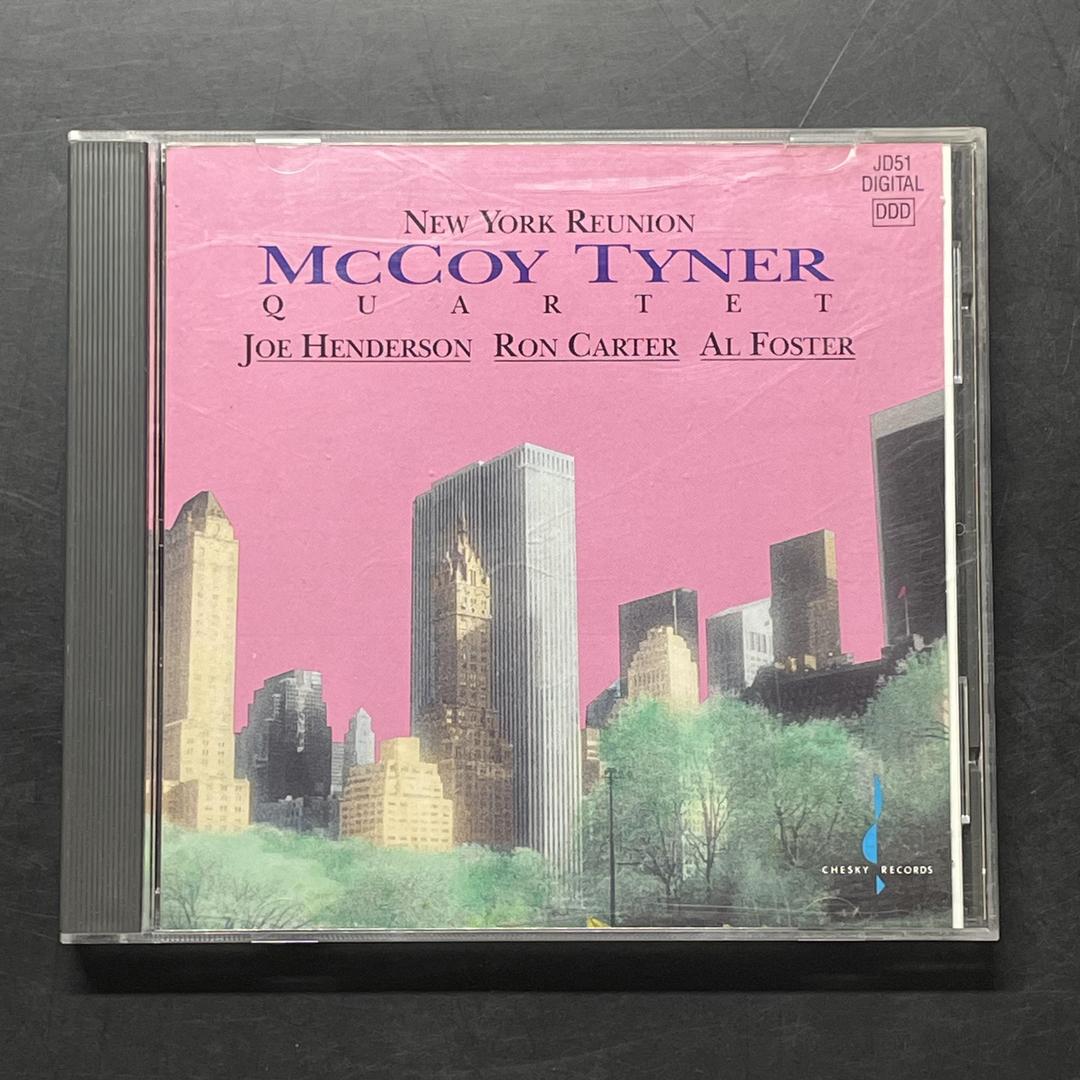 JD51
DIGITAL
DDD
NEW YORK REUNION
MCCOY TYNER
QUARTET
JOE HENDERSON RON CARTER AL FOSTER
CHESKY RECORDS